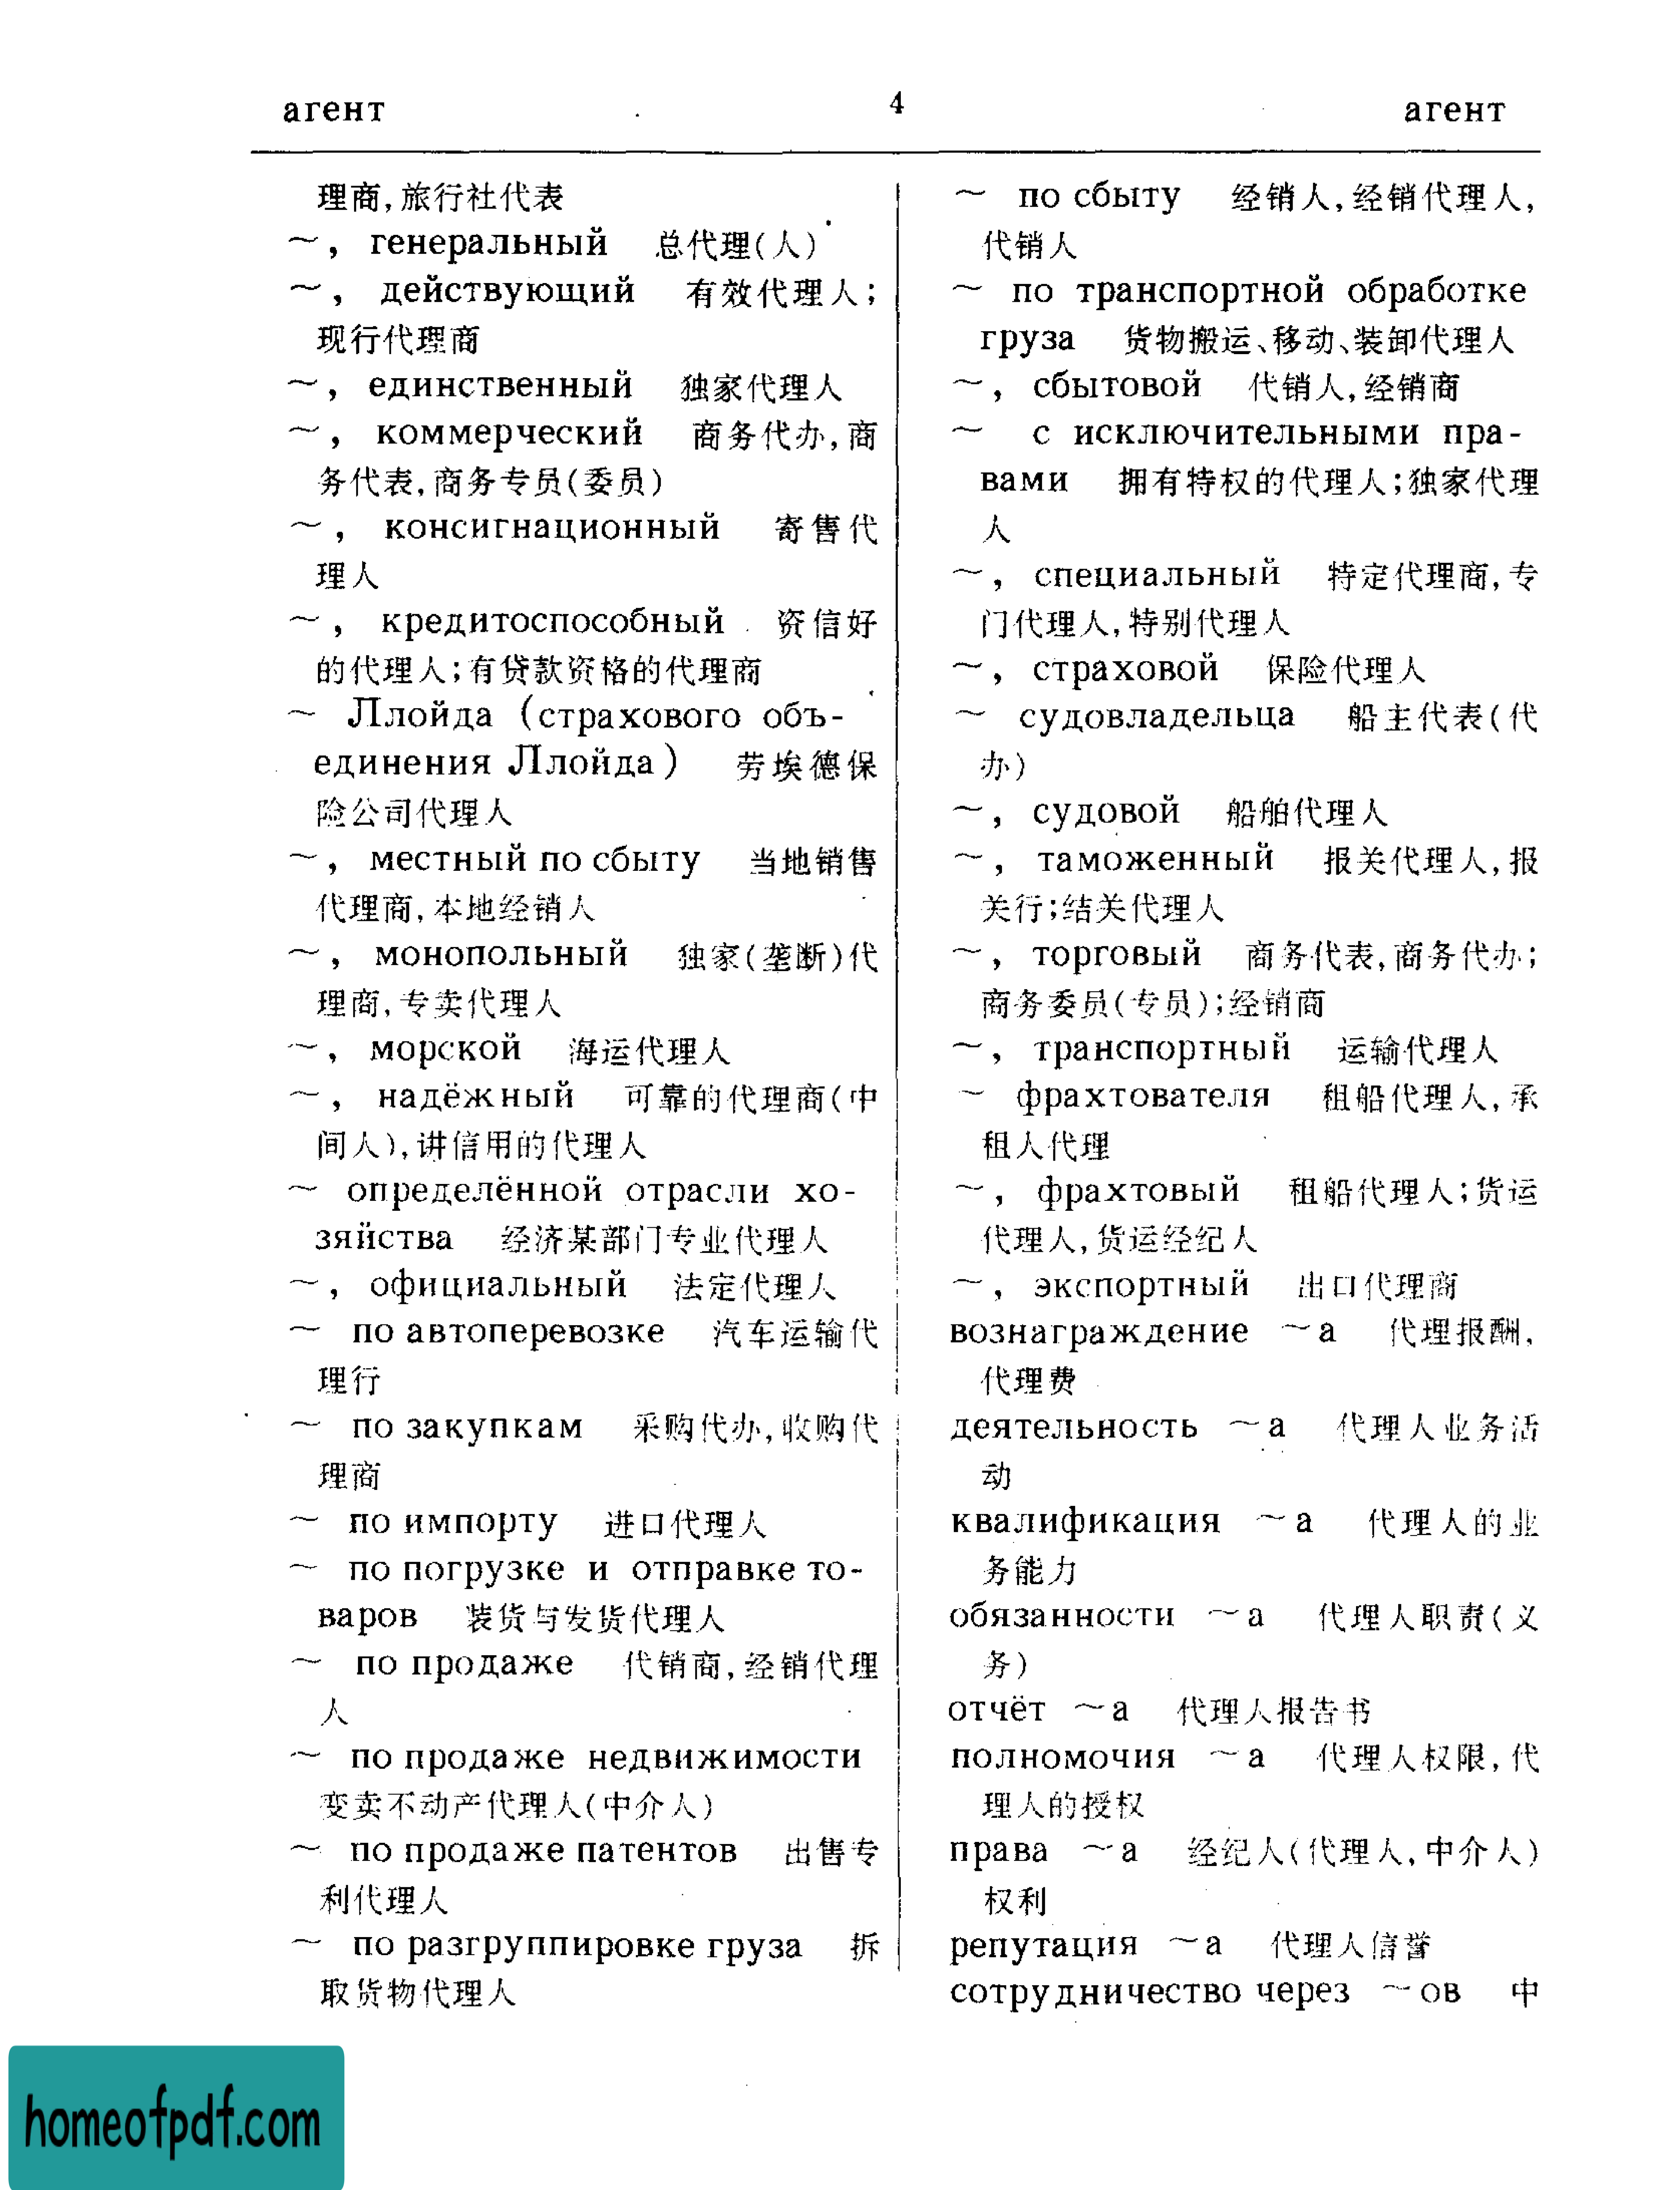 агент 4 агент
理商,旅行社代表
～, генеральный 总代理(人)
～, действующий 有效代理人;
现行代理商
～, единственный 独家代理人
～, коммерческий 商务代办,商
务代表,商务专员(委员)
～, консигнационный 寄售代
理人
～, кредитоспособный 资信好
的代理人;有贷款资格的代理商
～ Ллойда (страхового объ-
единения Ллойда) 劳埃德保
险公司代理人
～, местный по сбыту 当地销售
代理商,本地经销人
～, монопольный 独家(垄断)代
理商,专卖代理人
～, морской 海运代理人
～, надёжный 可靠的代理商(中
间人),讲信用的代理人
～ определённой отрасли хо-
зяйства 经济某部门专业代理人
～, официальный 法定代理人
～ по автоперевозке 汽车运输代
理行
～ по закупкам 采购代办,收购代
理商
～ по импорту 进口代理人
～ по погрузке и отправке то-
варов 装货与发货代理人
～ по продаже 代销商,经销代理
人
～ по продаже недвижимости
变卖不动产代理人(中介人)
～ по продаже патентов 出售专
利代理人
～ по разгруппировке груза 拆
取货物代理人
～ по сбыту 经销人,经销代理人,
代销人
～ по транспортной обработке
груза 货物搬运、移动、装卸代理人
～, сбытовой 代销人,经销商
～ с исключительными пра-
вами 拥有特权的代理人;独家代理
人
～, специальный 特定代理商,专
门代理人,特别代理人
～, страховой 保险代理人
～ судовладельца 船主代表(代
办)
～, судовой 船舶代理人
～, таможенный 报关代理人,报
关行;结关代理人
～, торговый 商务代表,商务代办;
商务委员(专员);经销商
～, транспортный 运输代理人
～ фрахтователя 租船代理人,承
租人代理
～, фрахтовый 租船代理人;货运
代理人,货运经纪人
～, экспортный 出口代理商
вознаграждение ～а 代理报酬,
代理费
деятельность ～а 代理人业务活
动
квалификация ～а 代理人的业
务能力
обязанности ～а 代理人职责(义
务)
отчёт ～а 代理人报告书
полномочия ～а 代理人权限,代
理人的授权
права ～а 经纪人(代理人,中介人)
权利
репутация ～а 代理人信誉
сотрудничество через ～ов 中
homeofpdf.com